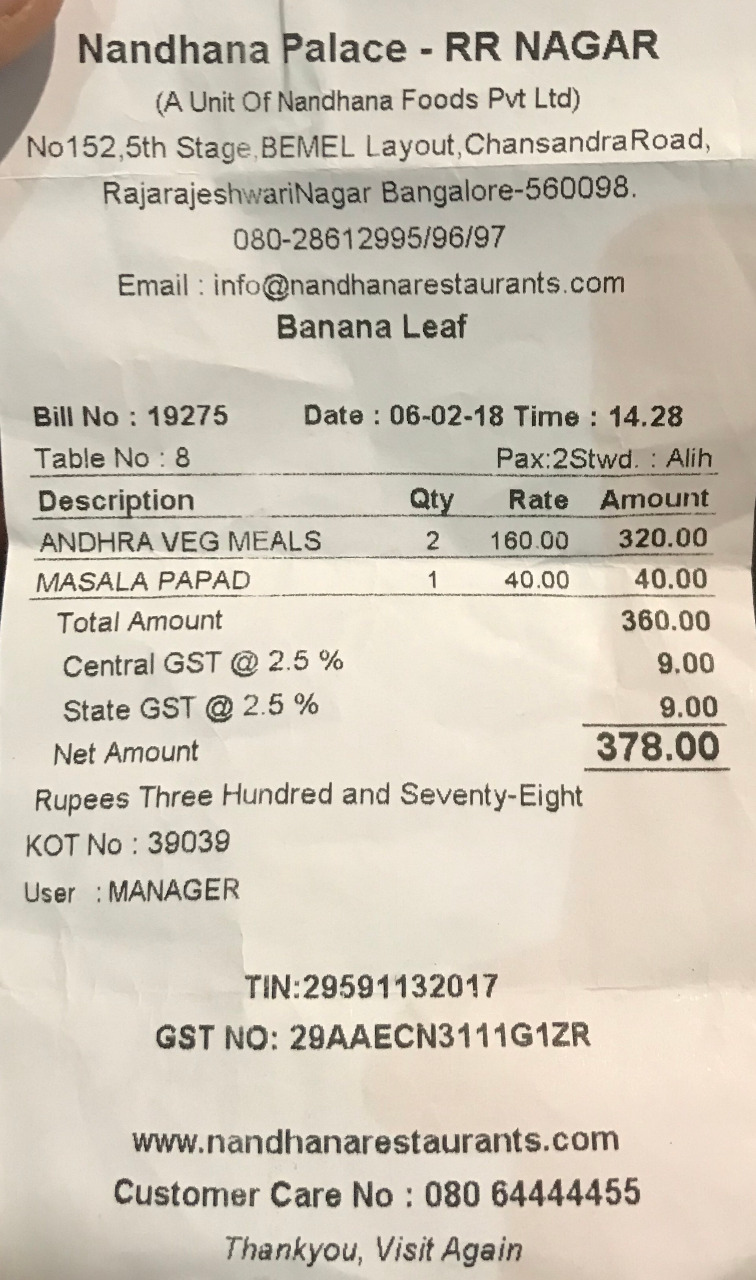 Nandhana Palace - RR NAGAR
(A Unit Of Nandhana Foods Pvt Ltd)
No152,5th Stage,BEMEL Layout,ChansandraRoad,
RajarajeshwariNagar Bangalore-560098.
080-28612995/96/97
Email : info@nandhanarestaurants.com
Banana Leaf
Bill No : 19275 Date : 06-02-18 Time : 14.28
Table No : 8 Pax:2Stwd. : Alih
Description Qty Rate Amount
ANDHRA VEG MEALS 2 160.00 320.00
MASALA PAPAD 1 40.00 40.00
Total Amount 360.00
Central GST @ 2.5 % 9.00
State GST @ 2.5 % 9.00
Net Amount 378.00
Rupees Three Hundred and Seventy-Eight
KOT No : 39039
User : MANAGER
TIN:29591132017
GST NO: 29AAECN3111G1ZR
www.nandhanarestaurants.com
Customer Care No : 080 64444455
Thankyou, Visit Again